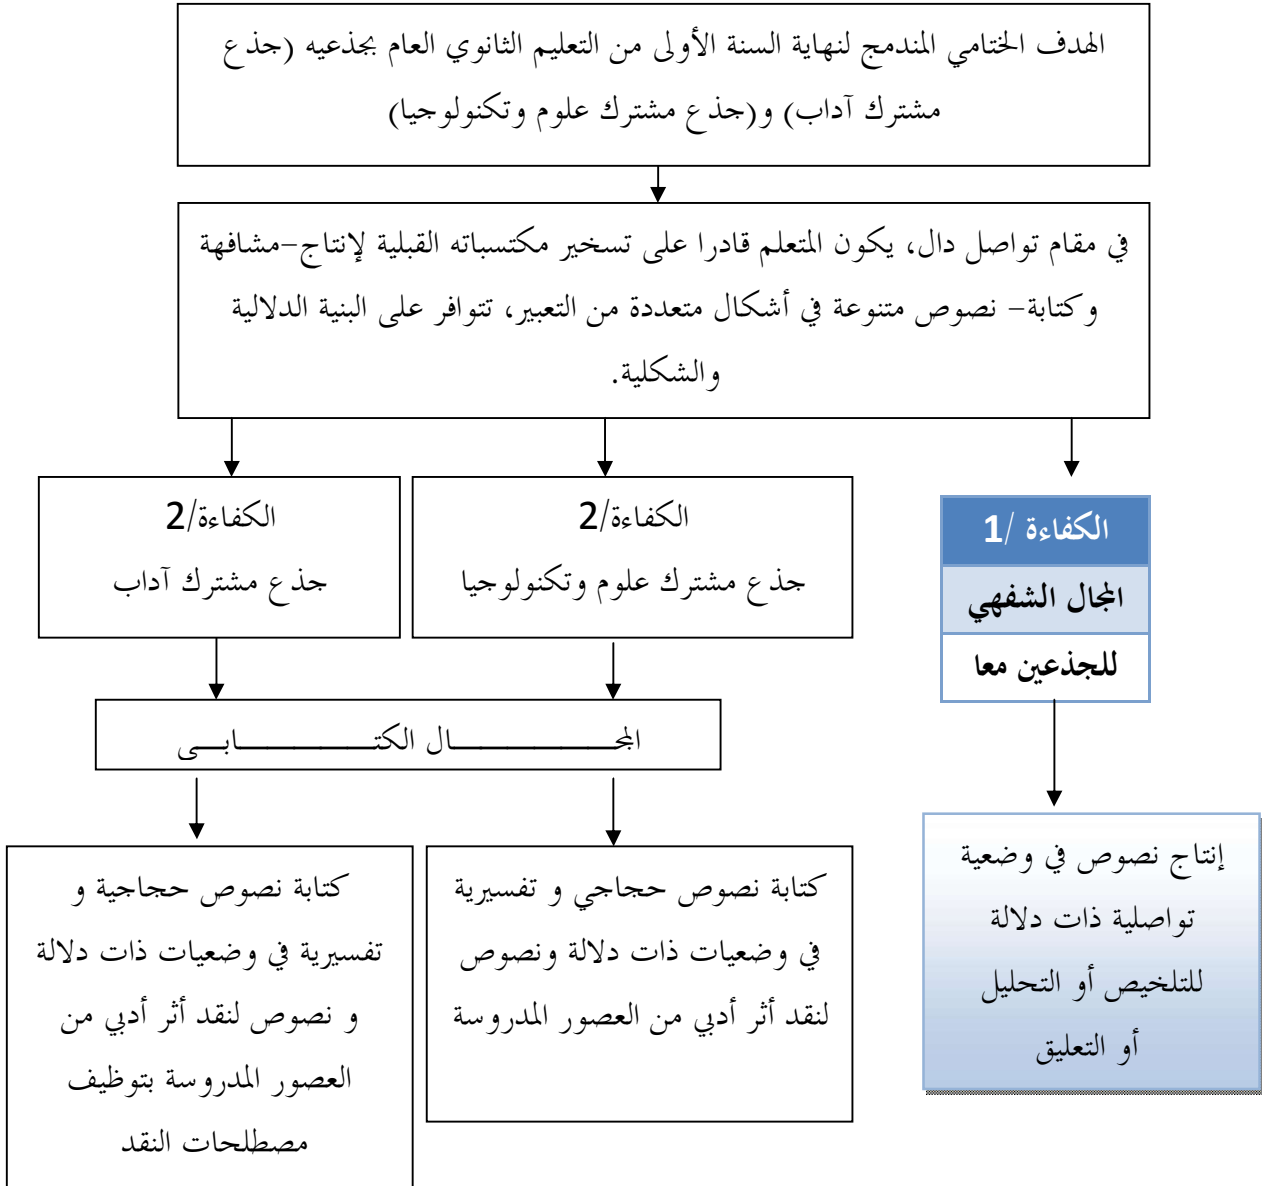 الهدف الختامي المندمج لنهاية السنة الأولى من التعليم الثانوي العام بجذعيه (جذع
مشترك آداب) و(جذع مشترك علوم وتكنولوجيا)
في مقام تواصل دال، يكون المتعلم قادرا على تسخير مكتسباته القبلية لإنتاج–مشافهة
وكتابة– نصوص متنوعة في أشكال متعددة من التعبير، تتوافر على البنية الدلالية
والشكلية.
الكفاءة /1
المجال الشفهي
للجذعين معا
الكفاءة/2
جذع مشترك علوم وتكنولوجيا
الكفاءة/2
جذع مشترك آداب
المجـــــــــــــال الكتـــــــــــــابـــــي
إنتاج نصوص في وضعية
تواصلية ذات دلالة
للتلخيص أو التحليل
أو التعليق
كتابة نصوص حجاجي و تفسيرية
في وضعيات ذات دلالة ونصوص
لنقد أثر أدبي من العصور المدروسة
كتابة نصوص حجاجية و
تفسيرية في وضعيات ذات دلالة
و نصوص لنقد أثر أدبي من
العصور المدروسة بتوظيف
مصطلحات النقد